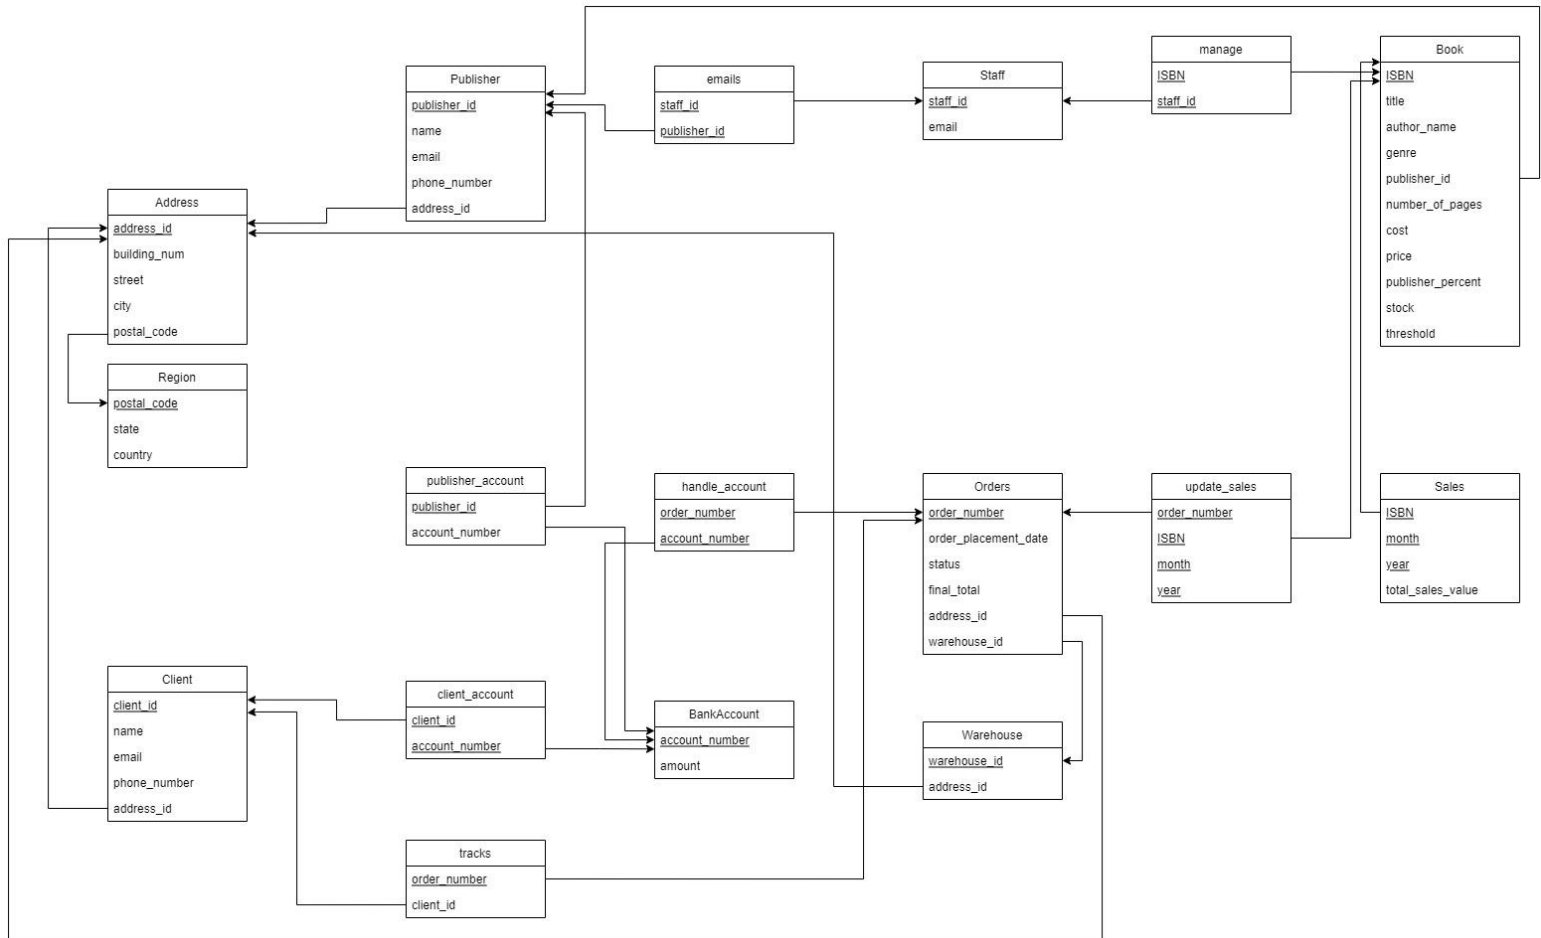 Publisher
publisher_id
name
email
phone_number
address_id
emails
staff_id
publisher_id
Staff
staff_id
email
manage
ISBN
staff_id
Book
ISBN
title
author_name
genre
publisher_id
number_of_pages
cost
price
publisher_percent
stock
threshold
Address
address_id
building_num
street
city
postal_code
Region
postal_code
state
country
publisher_account
publisher_id
account_number
handle_account
order_number
account_number
Orders
order_number
order_placement_date
status
final_total
address_id
warehouse_id
update_sales
order_number
ISBN
month
year
Sales
ISBN
month
year
total_sales_value
Client
client_id
name
email
phone_number
address_id
client_account
client_id
account_number
BankAccount
account_number
amount
Warehouse
warehouse_id
address_id
tracks
order_number
client_id